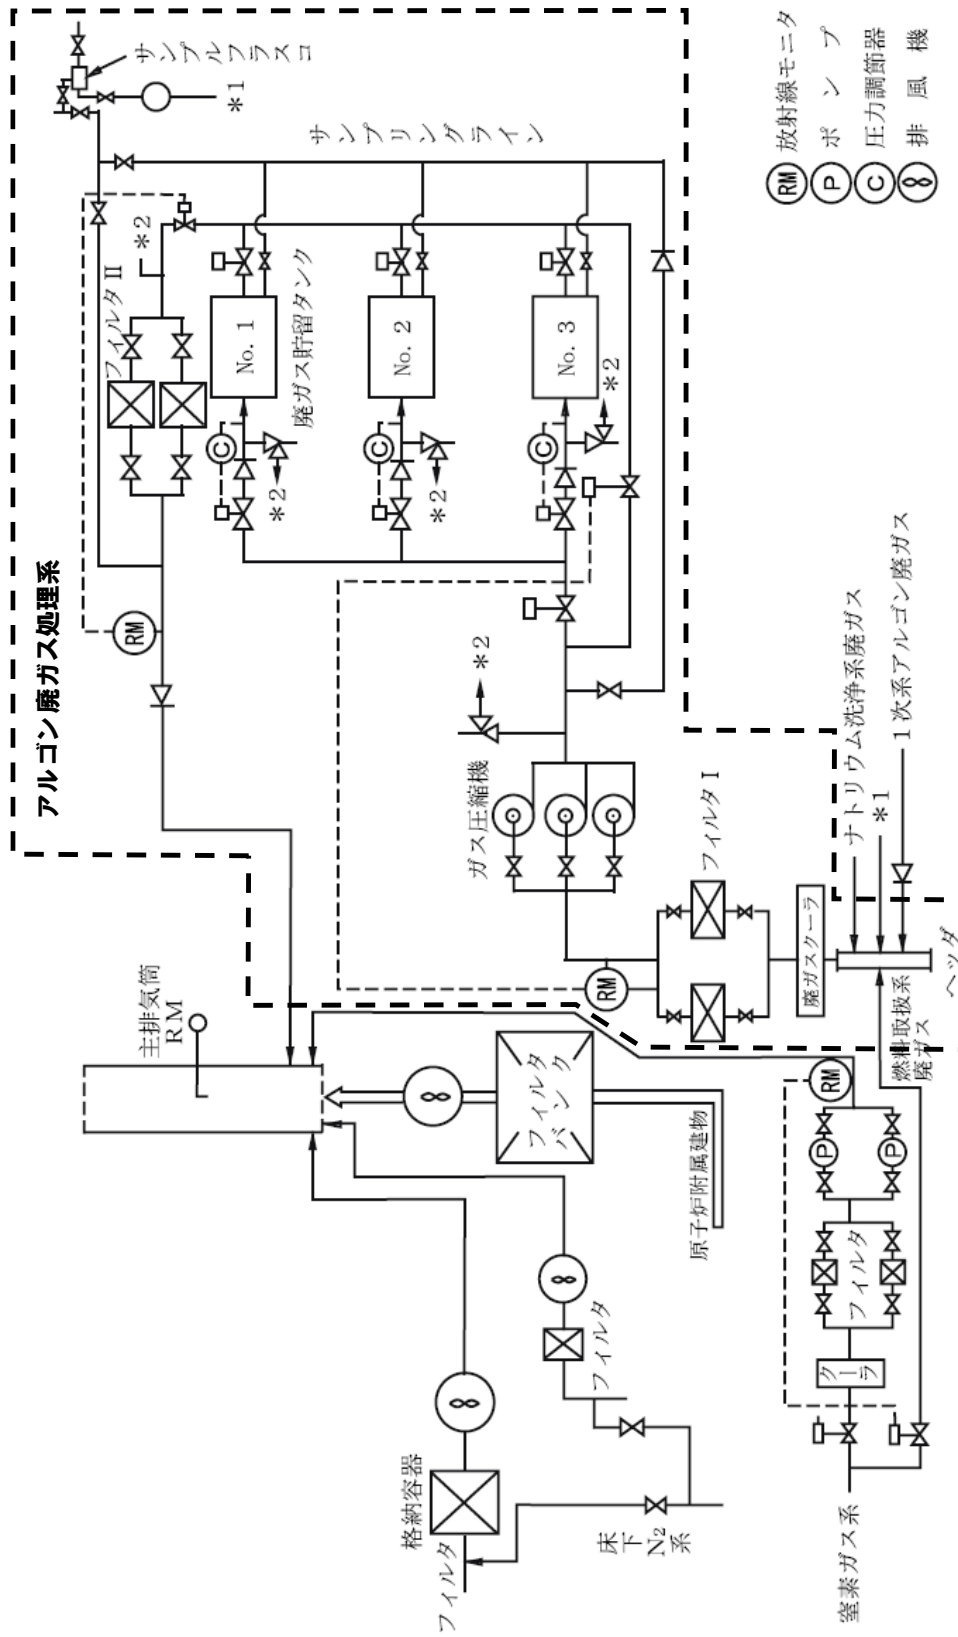 アルゴン廃ガス処理系
サンプルフラスコ
*1
サンプリングライン
*2
フィルタⅡ
No. 1
No. 2
No. 3
廃ガス貯留タンク
C
C
C
*2
*2
*2
RM
*2
ガス圧縮機
フィルタⅠ
RM
廃ガスクーラ
ナトリウム洗浄系廃ガス
*1
1次系アルゴン廃ガス
ヘッダ
燃料取扱系
廃ガス
主排気筒
RM
フィルタ
バンク
原子炉附属建物
フィルタ
格納容器
フィルタ
床下
N₂
系
RM
P
P
フィルタ
クーラ
窒素ガス系
RM 放射線モニタ
P ポンプ
C 圧力調節器
排風機